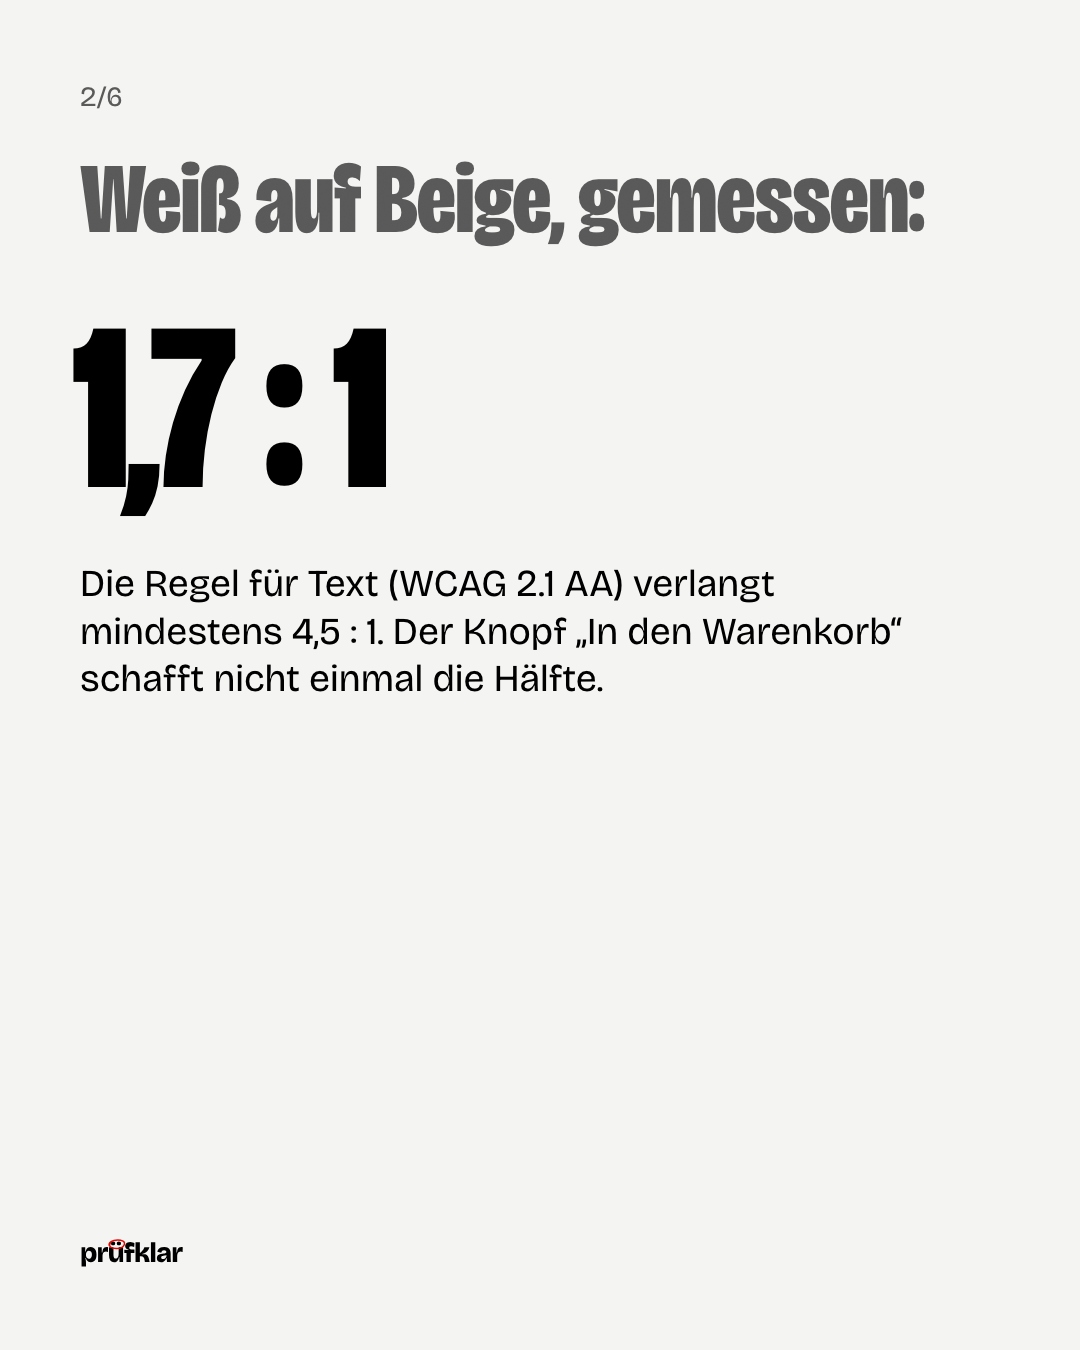 2/6
Weiß auf Beige, gemessen:
1,7 : 1
Die Regel für Text (WCAG 2.1 AA) verlangt
mindestens 4,5 : 1. Der Knopf „In den Warenkorb“
schafft nicht einmal die Hälfte.
prüfklar